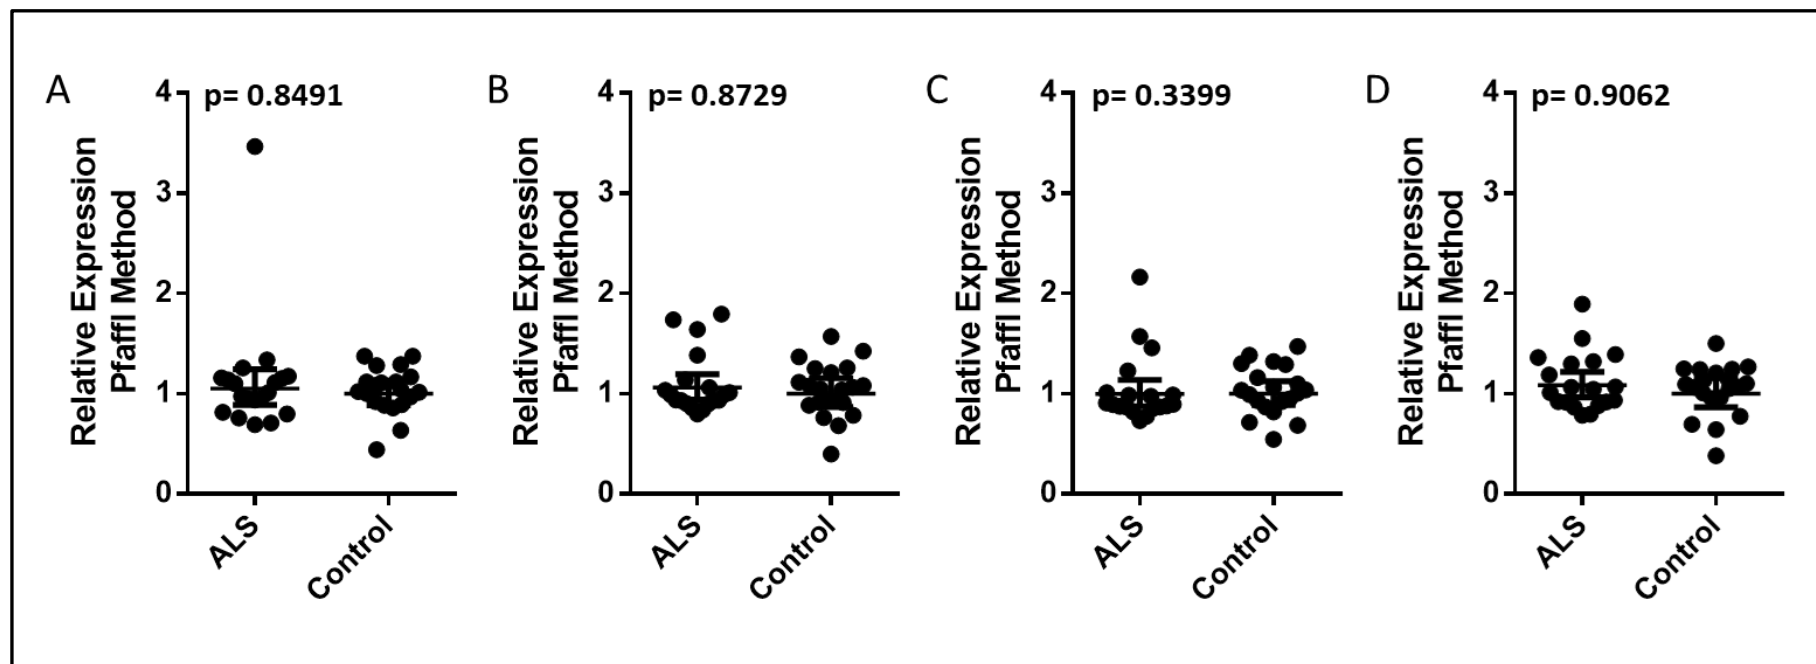 A
p= 0.8491
Relative Expression
Pfaffl Method
4
3
2
1
0
ALS
Control
B
p= 0.8729
Relative Expression
Pfaffl Method
4
3
2
1
0
ALS
Control
C
p= 0.3399
Relative Expression
Pfaffl Method
4
3
2
1
0
ALS
Control
D
p= 0.9062
Relative Expression
Pfaffl Method
4
3
2
1
0
ALS
Control